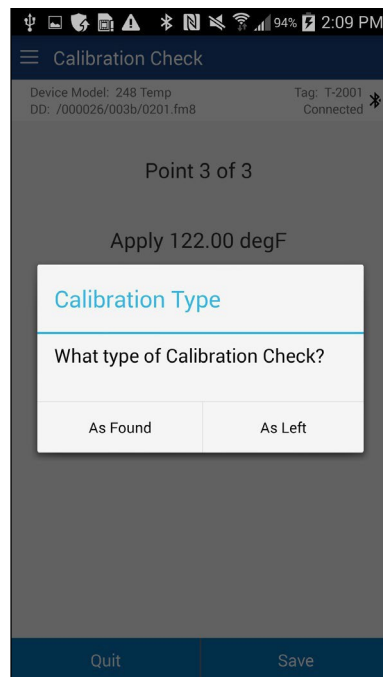 94% 2:09 PM
Calibration Check
Device Model: 248 Temp
Tag: T-2001
DD: /000026/003b/0201.fm8
Connected
Point 3 of 3
Apply 122.00 degF
Calibration Type
What type of Calibration Check?
As Found
As Left
Quit
Save